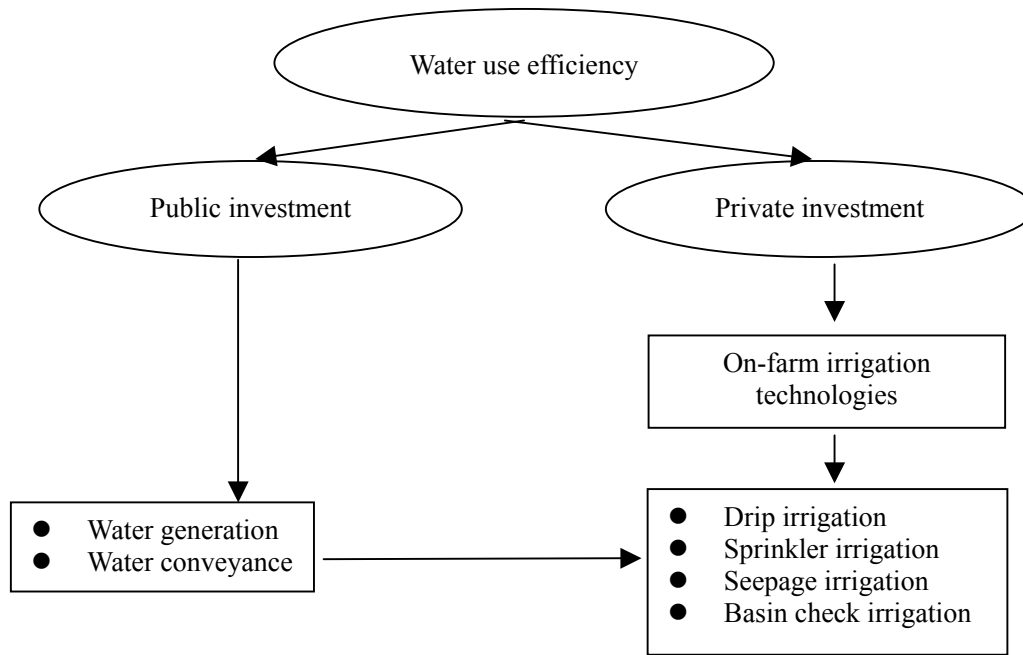 Water use efficiency
Public investment
Private investment
On-farm irrigation
technologies
● Water generation
● Water conveyance
● Drip irrigation
● Sprinkler irrigation
● Seepage irrigation
● Basin check irrigation